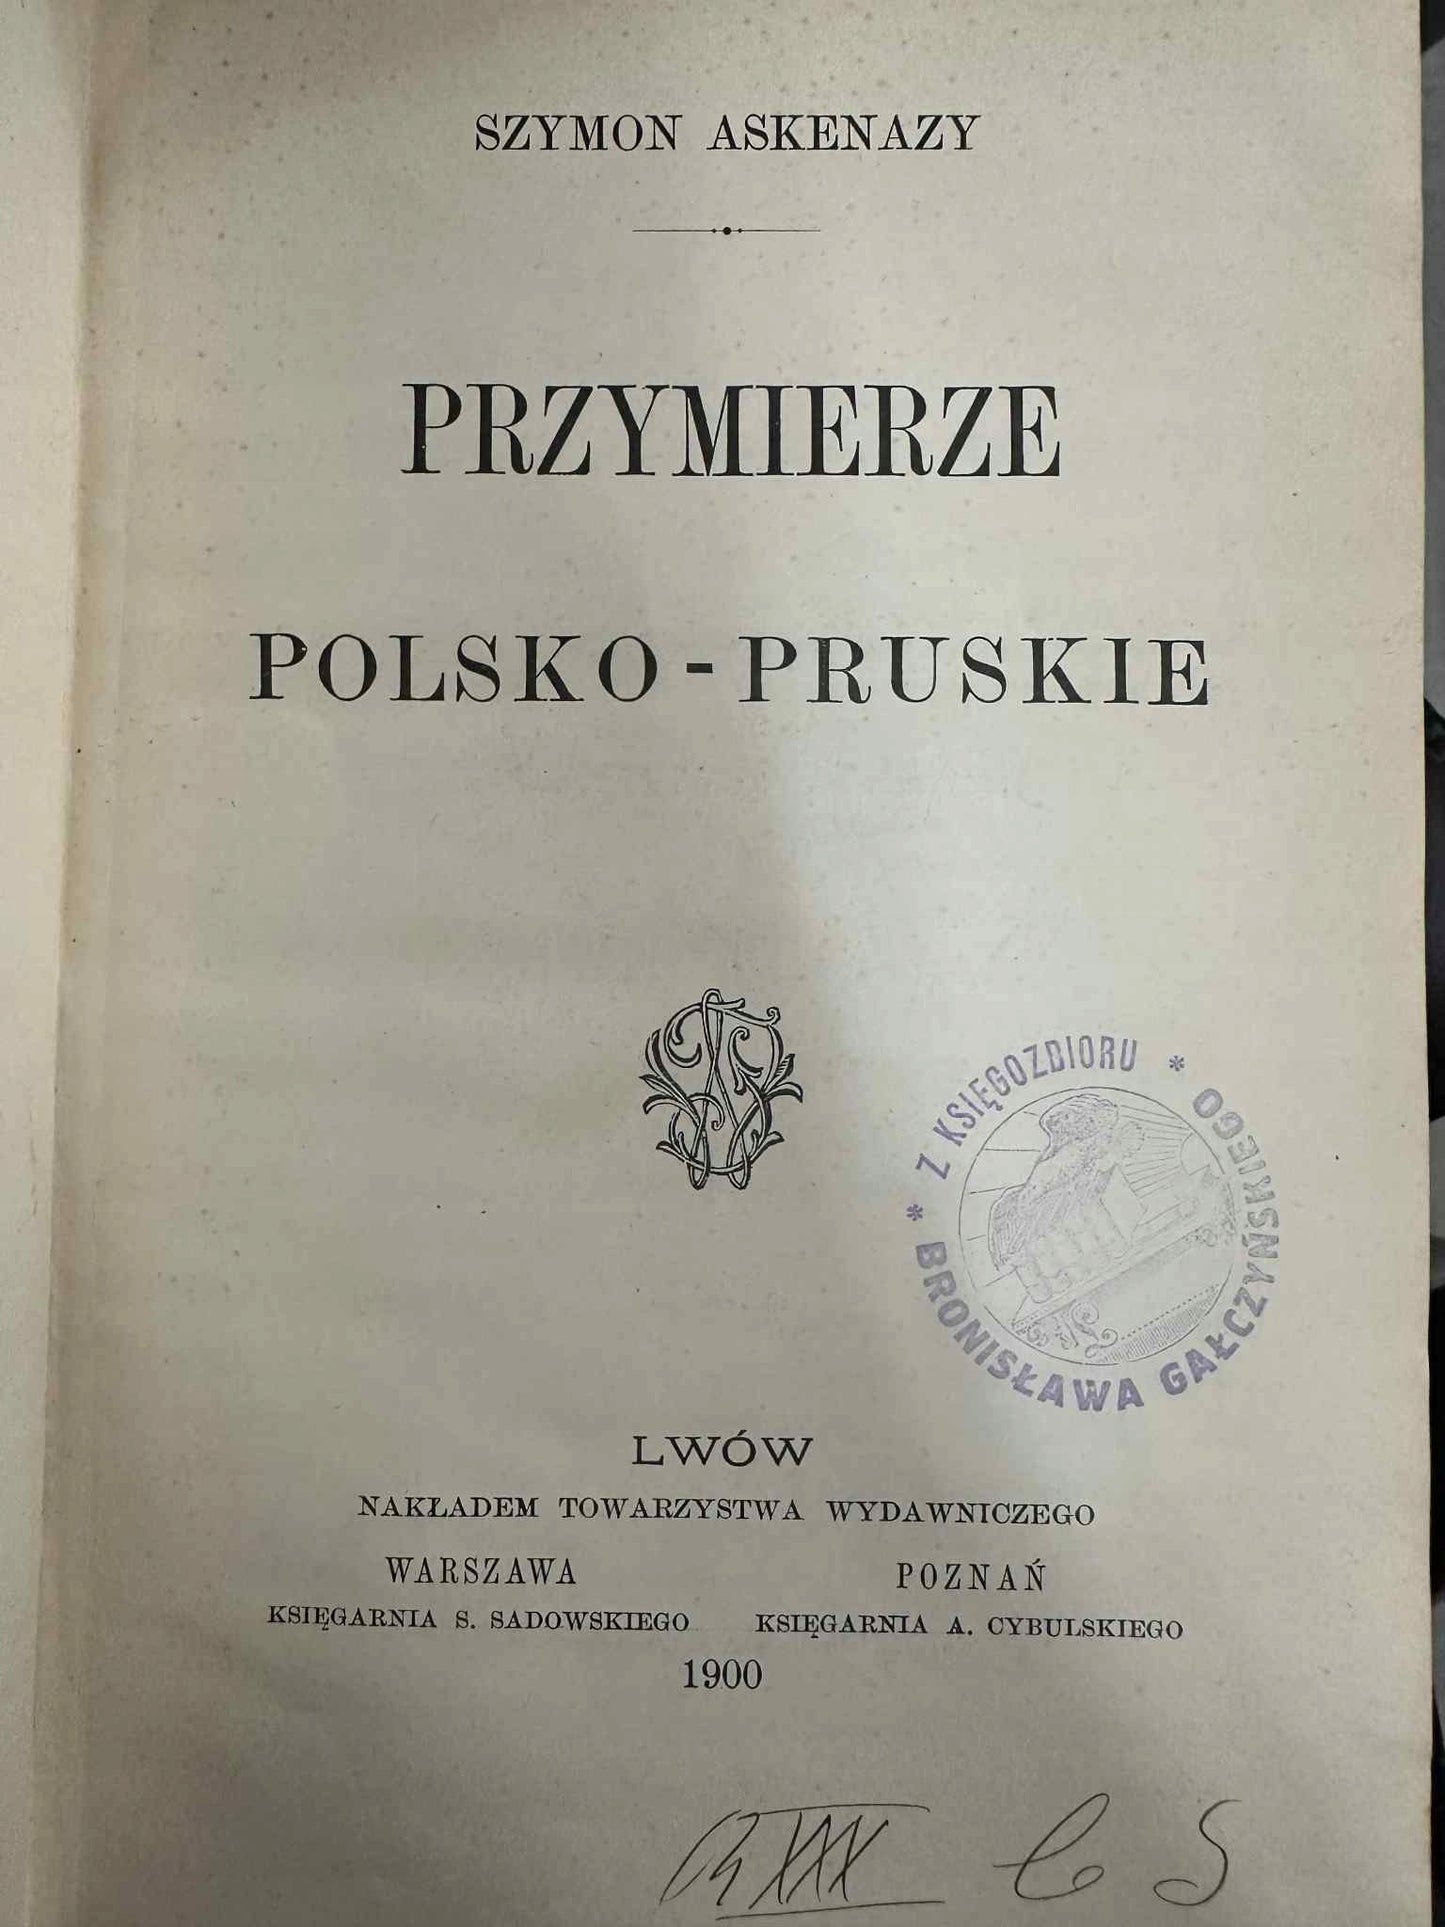 SZYMON ASKENAZY
PRZYMIERZE
POLSKO-PRUSKIE
* Z KSIĘGOZBIORU *
BRONISŁAWA GAŁCZYŃSKIEGO
LWÓW
NAKŁADEM TOWARZYSTWA WYDAWNICZEGO
WARSZAWA POZNAŃ
KSIĘGARNIA S. SADOWSKIEGO KSIĘGARNIA A. CYBULSKIEGO
1900